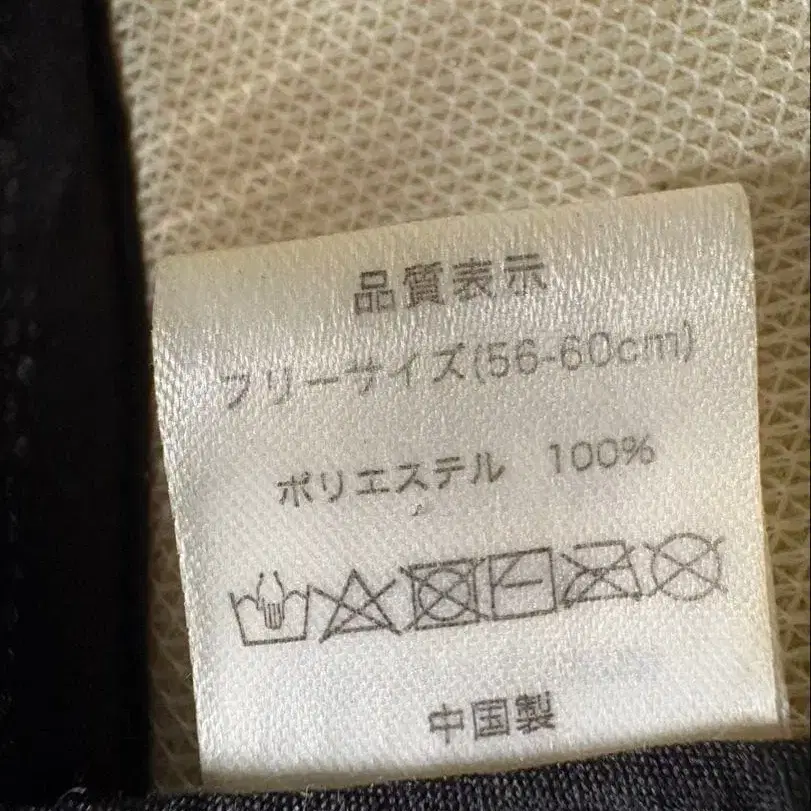 品質表示
フリーサイズ(56-60cm)
ポリエステル 100%
中国製